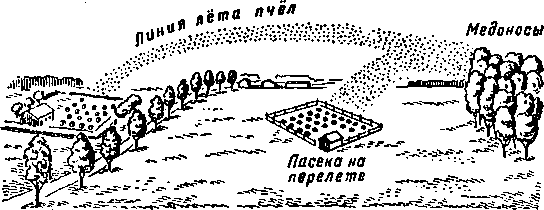 Линия лёта пчёл
Медоносы
Пасека на
перелете